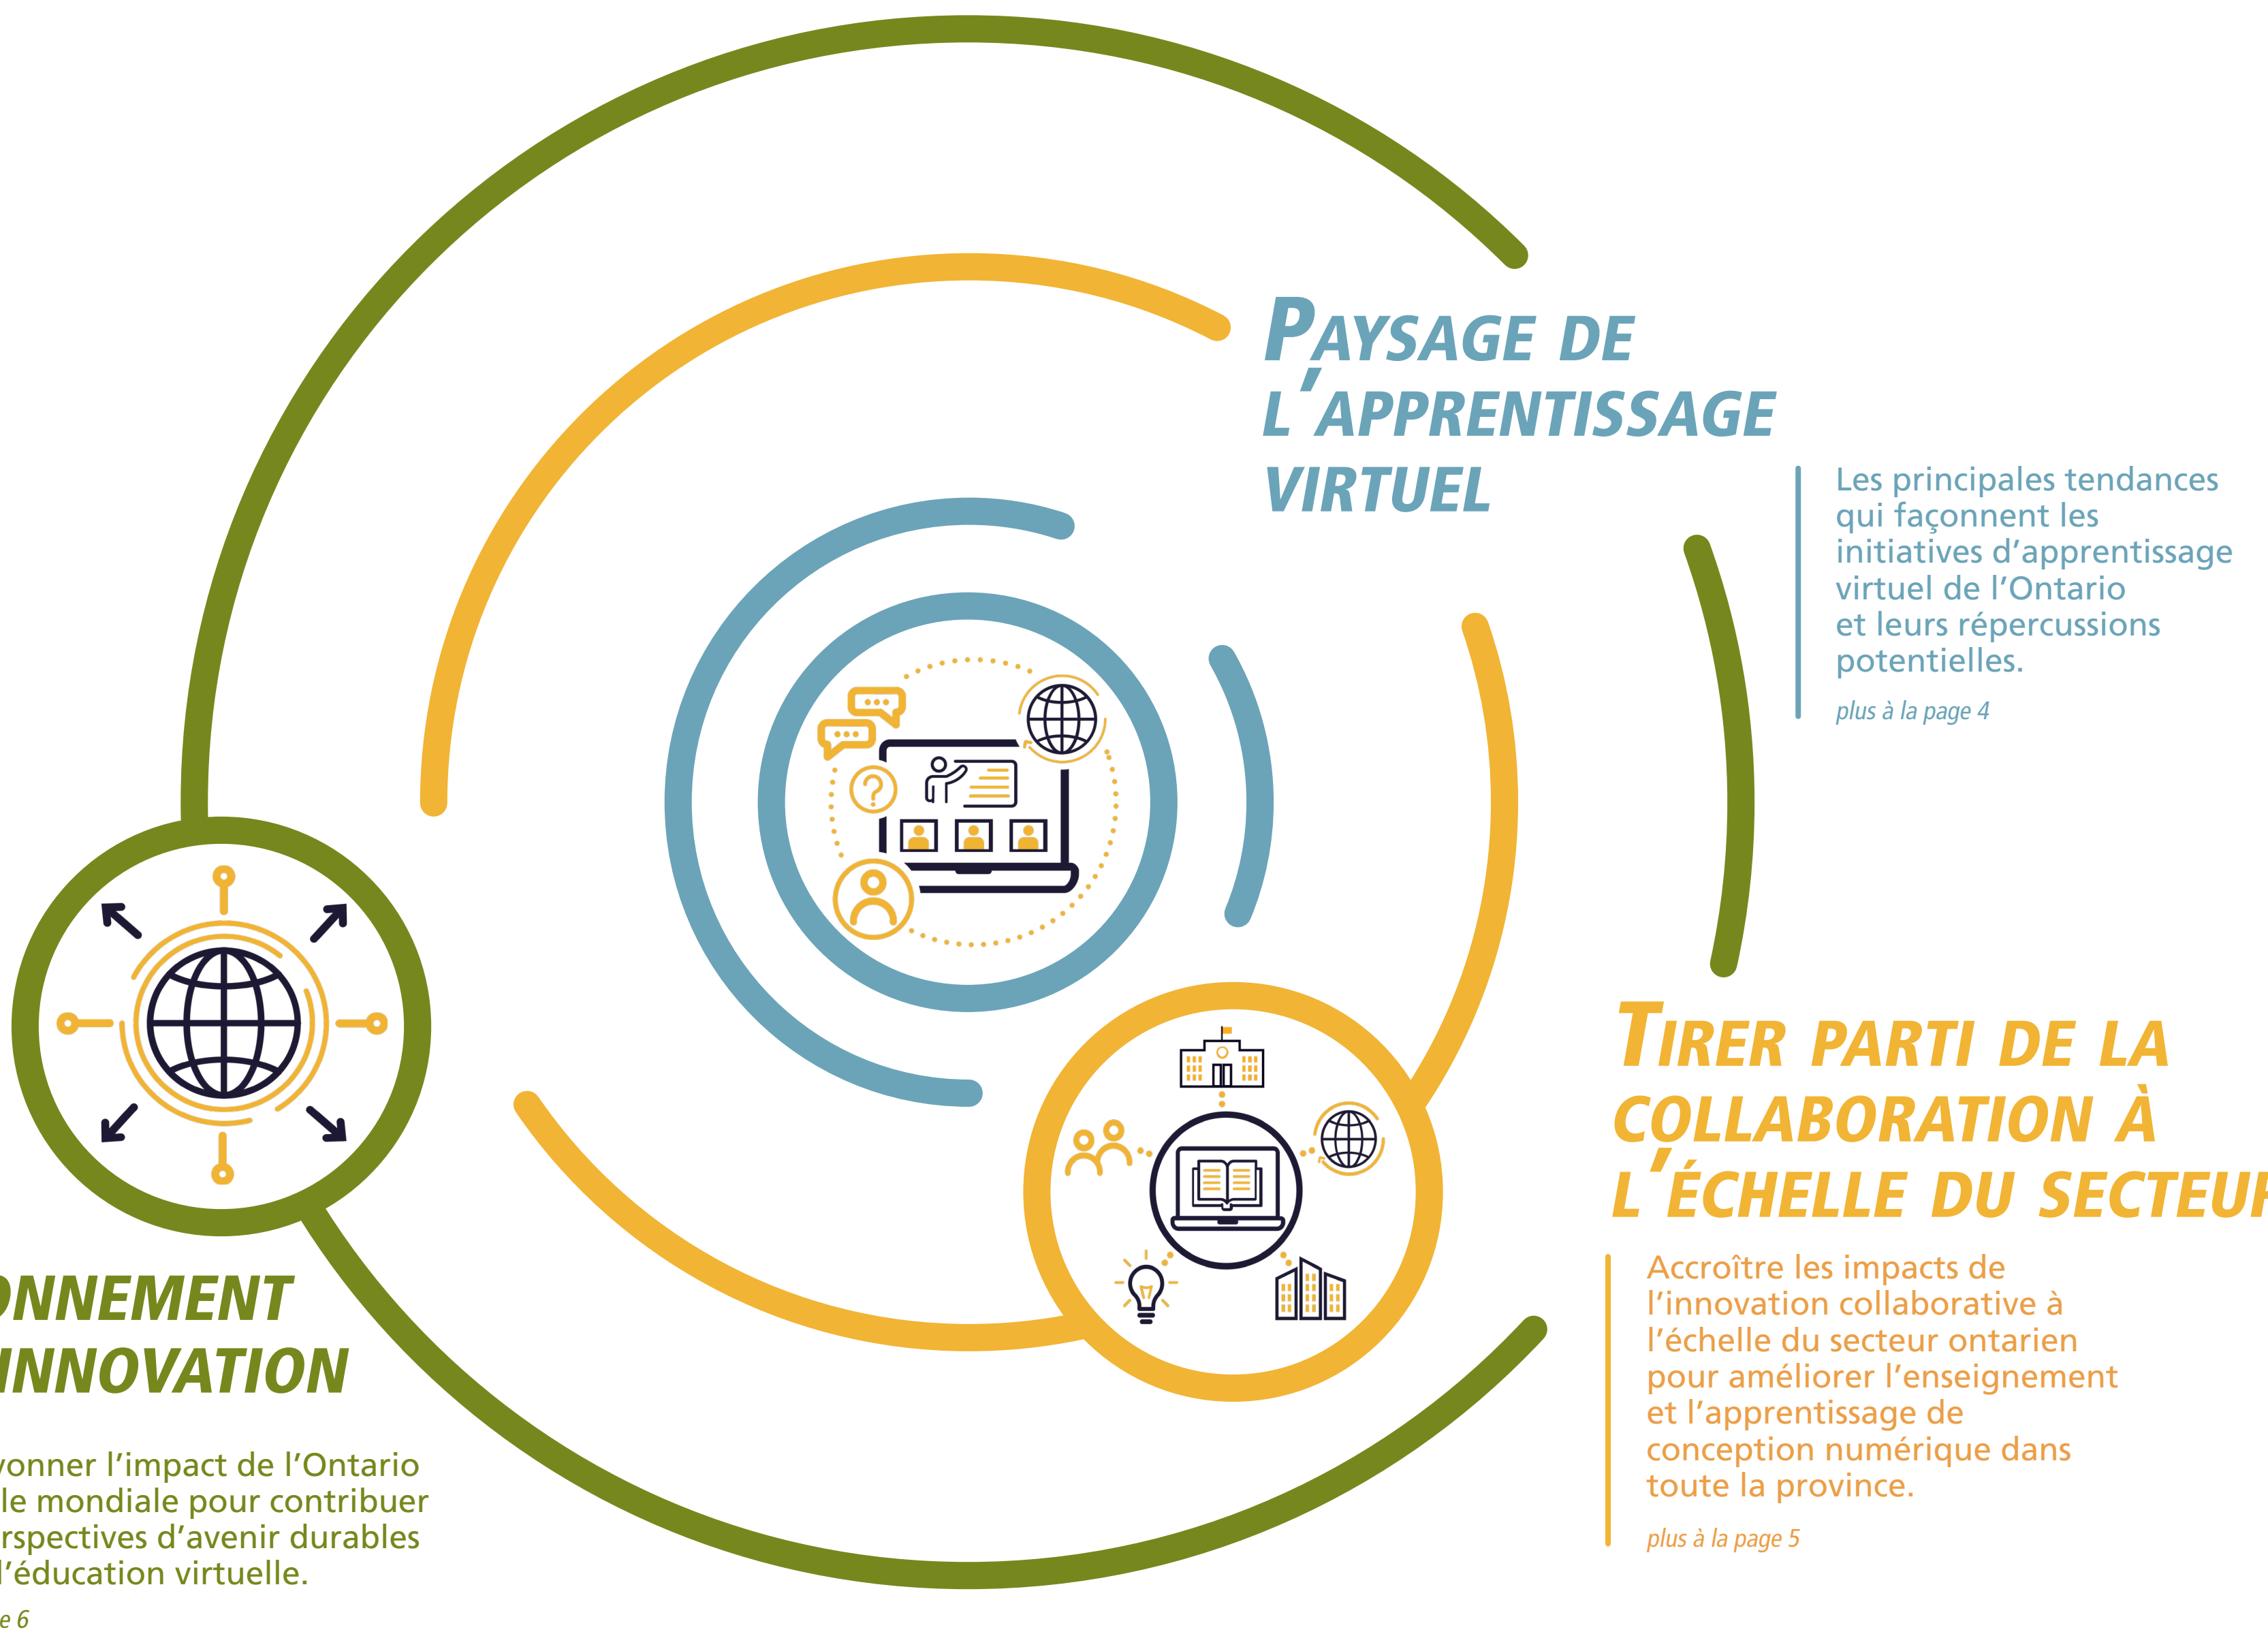 Paysage de
l'apprentissage
virtuel
Les principales tendances
qui façonnent les
initiatives d'apprentissage
virtuel de l'Ontario
et leurs répercussions
potentielles.
plus à la page 4
Tirer parti de la
collaboration à
l'échelle du secteur
Accroître les impacts de
l'innovation collaborative à
l'échelle du secteur ontarien
pour améliorer l'enseignement
et l'apprentissage de
conception numérique dans
toute la province.
plus à la page 5
onnement
innovation
yonner l'impact de l'Ontario
le mondiale pour contribuer
rspectives d'avenir durables
l'éducation virtuelle.
e 6